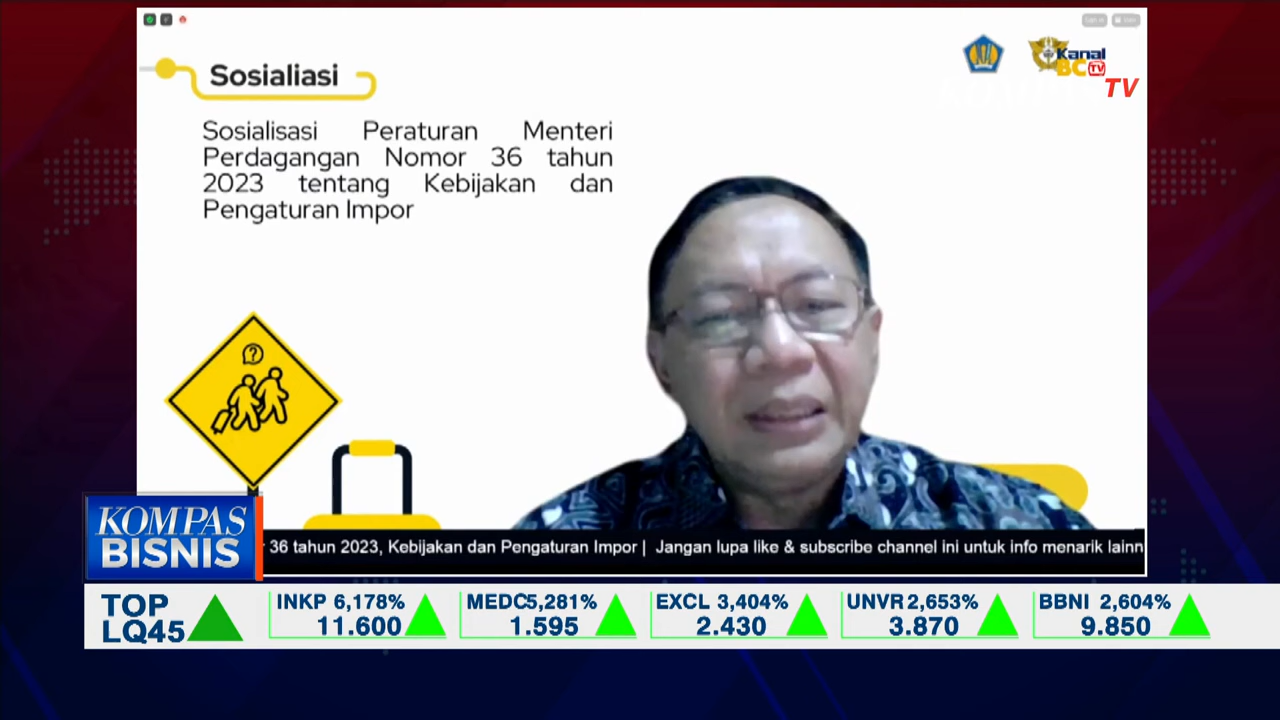 Sosialiasi
Kanal
BC TV
TV
Sosialisasi Peraturan Menteri
Perdagangan Nomor 36 tahun
2023 tentang Kebijakan dan
Pengaturan Impor
?
KOMPAS
BISNIS
36 tahun 2023, Kebijakan dan Pengaturan Impor | Jangan lupa like & subscribe channel ini untuk info menarik lainn
TOP
LQ45
INKP 6,178%
11.600
MEDC5,281%
1.595
EXCL 3,404%
2.430
UNVR 2,653%
3.870
BBNI 2,604%
9.850